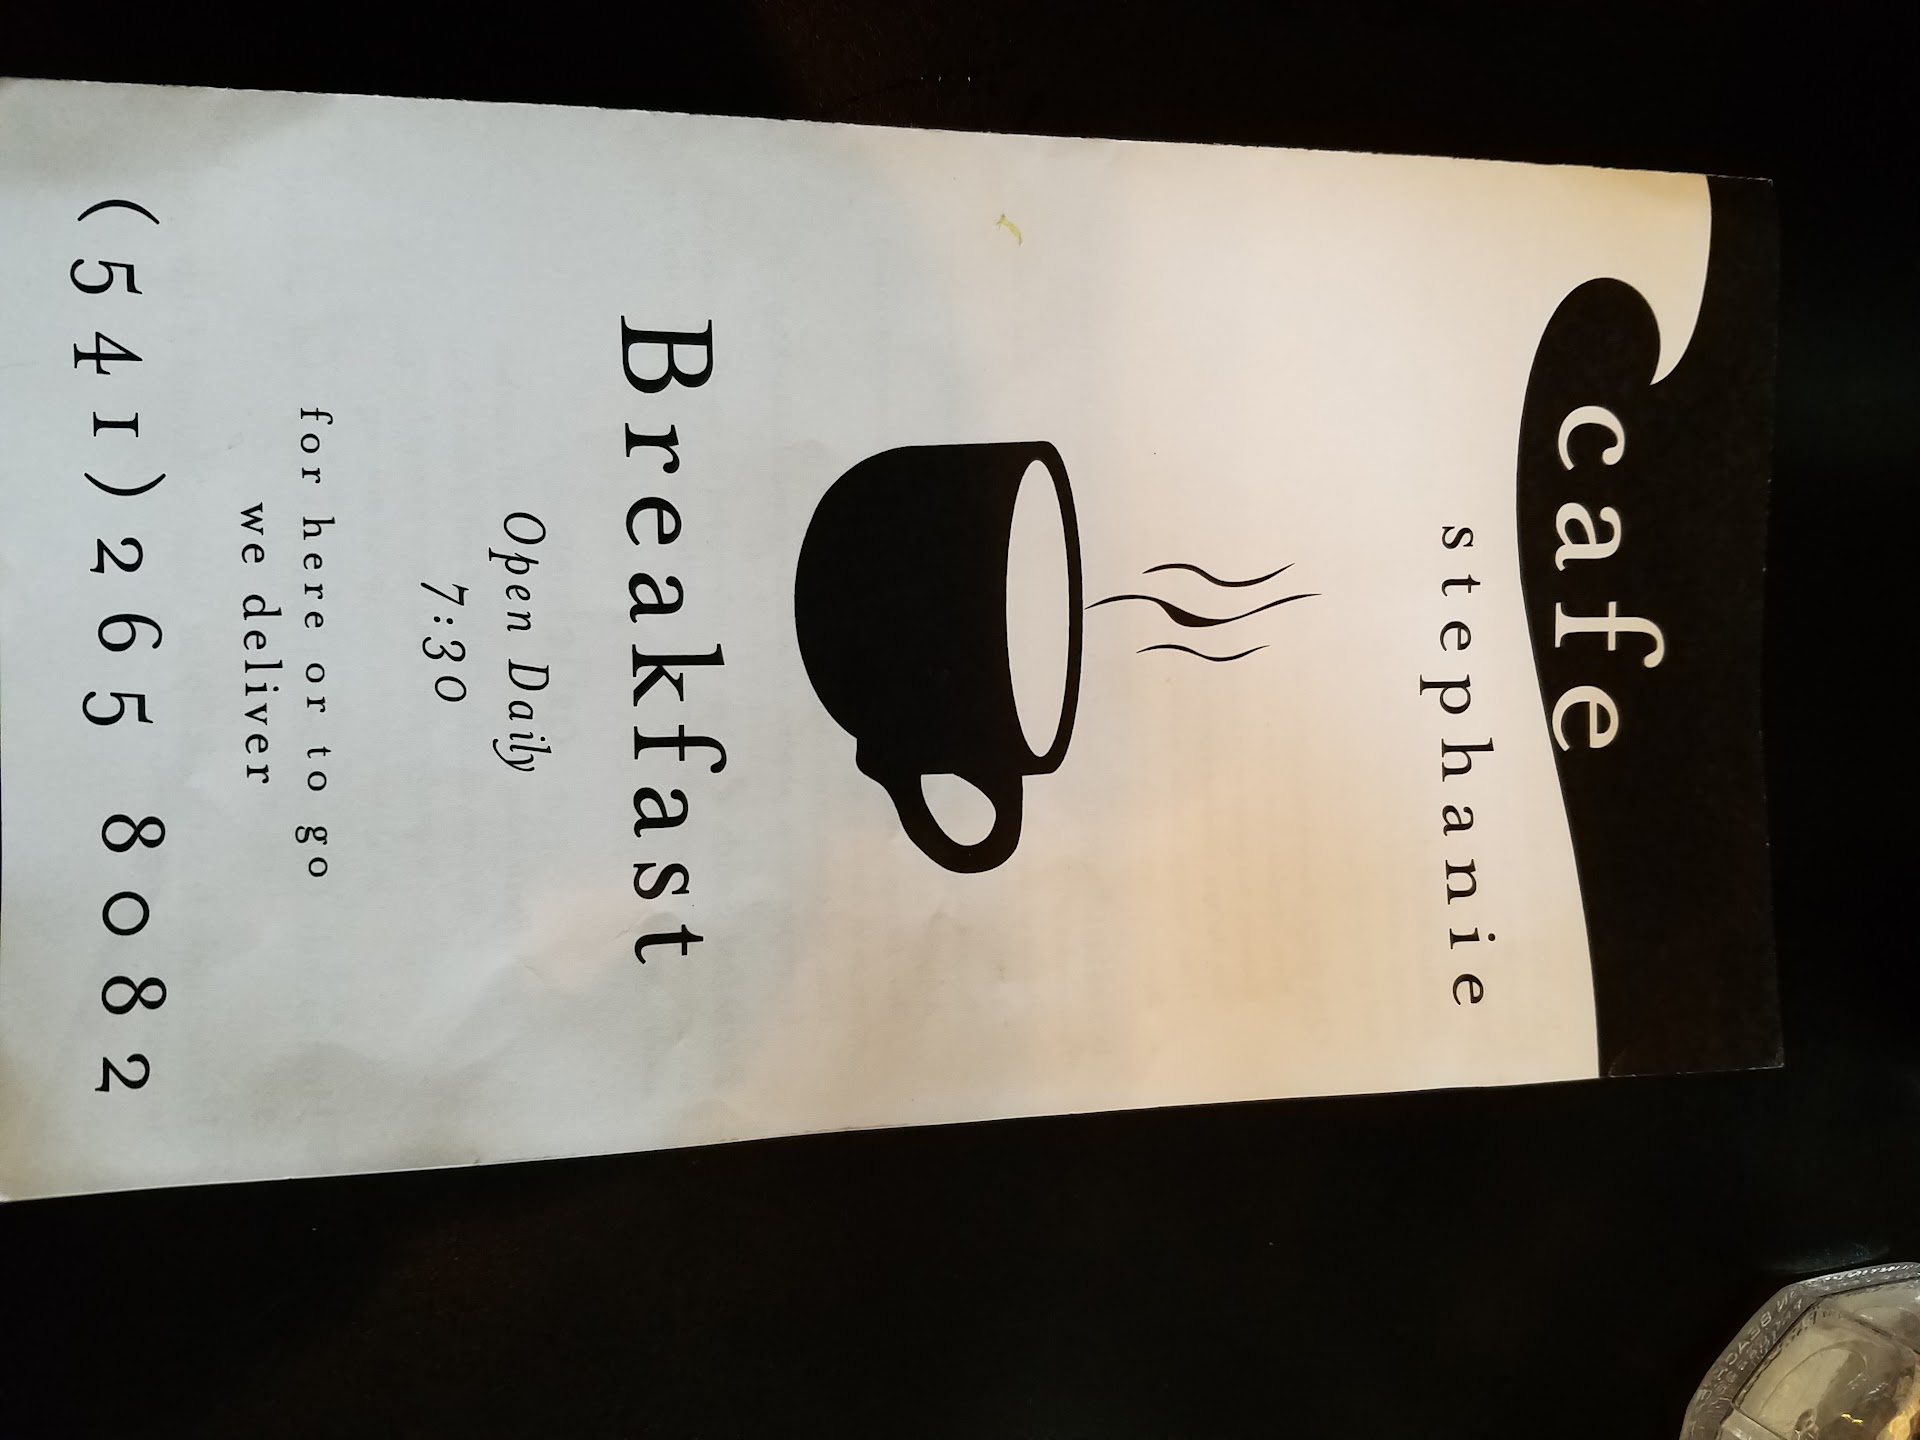 cafe
stephanie
Breakfast
Open Daily
7:30
for here or to go
we deliver
(541)265 8082